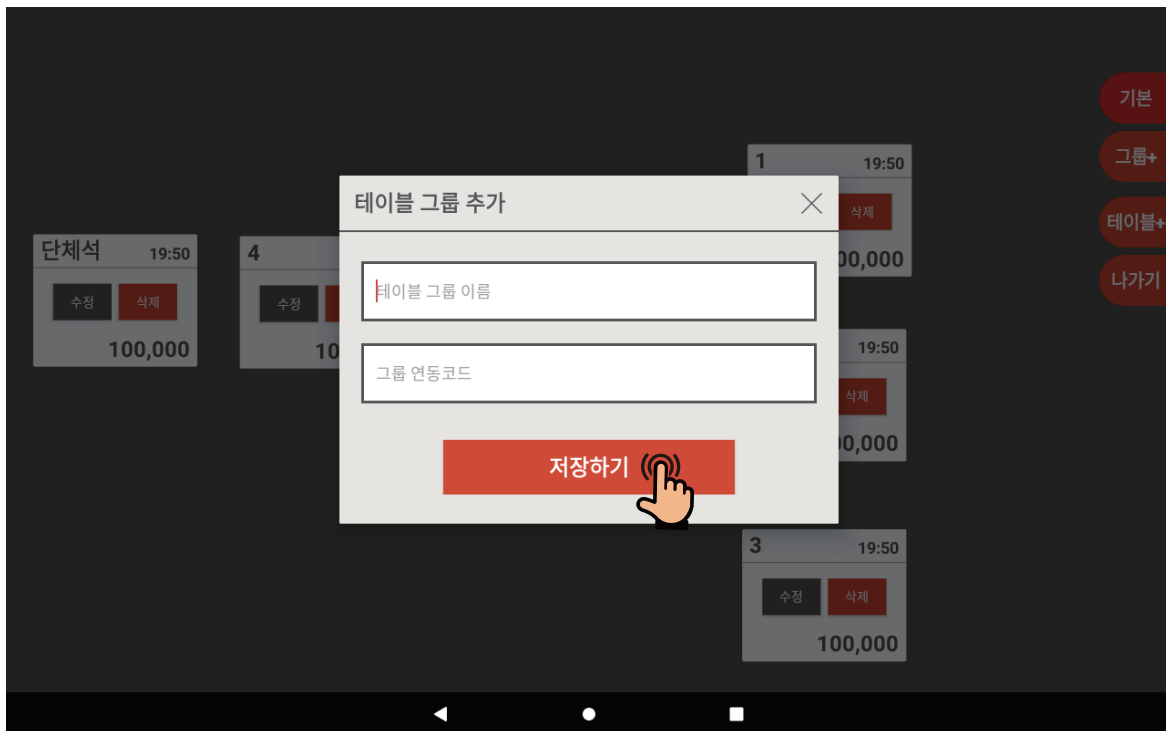 기본
그룹+
테이블+
나가기
1 19:50
삭제
00,000
단체석 19:50
수정 삭제
100,000
4
수정
10
테이블 그룹 추가
테이블 그룹 이름
그룹 연동코드
저장하기
19:50
삭제
00,000
3 19:50
수정 삭제
100,000